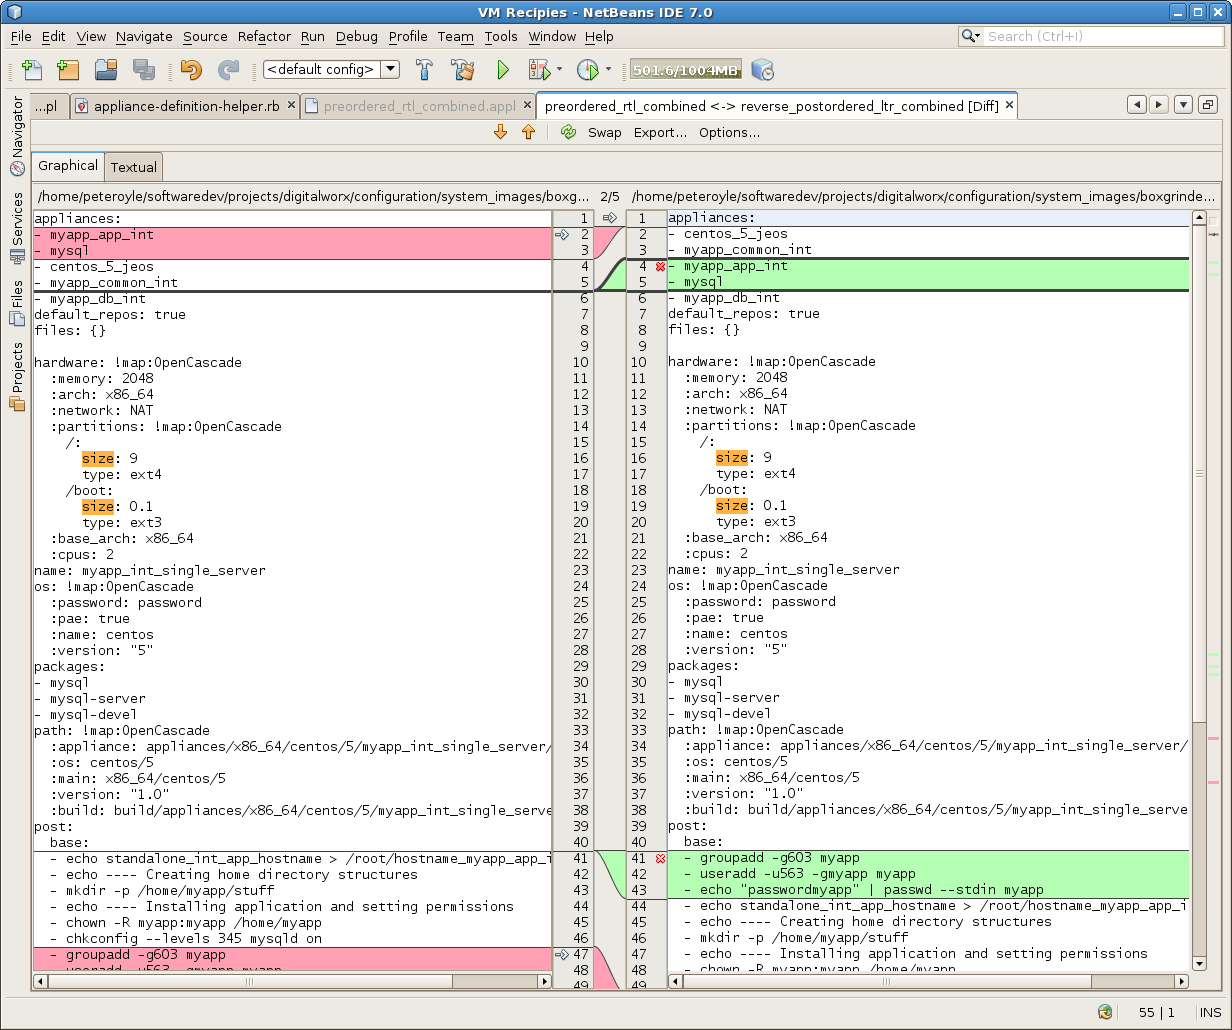 VM Recipies - NetBeans IDE 7.0
File Edit View Navigate Source Refactor Run Debug Profile Team Tools Window Help
Search (Ctrl+I)
<default config>
501.6/1004MB
...pl
appliance-definition-helper.rb
preordered_rtl_combined.appl
preordered_rtl_combined <-> reverse_postordered_ltr_combined [Diff]
Swap Export... Options...
Navigator
Services
Files
Projects
Graphical Textual
/home/peteroyle/softwaredev/projects/digitalworx/configuration/system_images/boxg...
2/5
/home/peteroyle/softwaredev/projects/digitalworx/configuration/system_images/boxgrinde...
appliances: 1
- myapp_app_int 2
- mysql 3
- centos_5_jeos 4
- myapp_common_int 5
- myapp_db_int 6
default_repos: true 7
files: {} 8
9
hardware: !map:OpenCascade 10
:memory: 2048 11
:arch: x86_64 12
:network: NAT 13
:partitions: !map:OpenCascade 14
/: 15
size: 9 16
type: ext4 17
/boot: 18
size: 0.1 19
type: ext3 20
:base_arch: x86_64 21
:cpus: 2 22
name: myapp_int_single_server 23
os: !map:OpenCascade 24
:password: password 25
:pae: true 26
:name: centos 27
:version: "5" 28
packages: 29
- mysql 30
- mysql-server 31
- mysql-devel 32
path: !map:OpenCascade 33
:appliance: appliances/x86_64/centos/5/myapp_int_single_server/ 34
:os: centos/5 35
:main: x86_64/centos/5 36
:version: "1.0" 37
:build: build/appliances/x86_64/centos/5/myapp_int_single_serve 38
post: 39
base: 40
- echo standalone_int_app_hostname > /root/hostname_myapp_app_i 41
- echo ---- Creating home directory structures 42
- mkdir -p /home/myapp/stuff 43
- echo ---- Installing application and setting permissions 44
- chown -R myapp:myapp /home/myapp 45
- chkconfig --levels 345 mysqld on 46
- groupadd -g603 myapp 47
- useradd -u563 -gmyapp myapp 48
49
1 appliances:
2 - centos_5_jeos
3 - myapp_common_int
4 - myapp_app_int
5 - mysql
6 - myapp_db_int
7 default_repos: true
8 files: {}
9
10 hardware: !map:OpenCascade
11 :memory: 2048
12 :arch: x86_64
13 :network: NAT
14 :partitions: !map:OpenCascade
15 /:
16 size: 9
17 type: ext4
18 /boot:
19 size: 0.1
20 type: ext3
21 :base_arch: x86_64
22 :cpus: 2
23 name: myapp_int_single_server
24 os: !map:OpenCascade
25 :password: password
26 :pae: true
27 :name: centos
28 :version: "5"
29 packages:
30 - mysql
31 - mysql-server
32 - mysql-devel
33 path: !map:OpenCascade
34 :appliance: appliances/x86_64/centos/5/myapp_int_single_server/
35 :os: centos/5
36 :main: x86_64/centos/5
37 :version: "1.0"
38 :build: build/appliances/x86_64/centos/5/myapp_int_single_serve
39 post:
40 base:
41 - groupadd -g603 myapp
42 - useradd -u563 -gmyapp myapp
43 - echo "passwordmyapp" | passwd --stdin myapp
44 - echo standalone_int_app_hostname > /root/hostname_myapp_app_i
45 - echo ---- Creating home directory structures
46 - mkdir -p /home/myapp/stuff
47 - echo ---- Installing application and setting permissions
48 - chown -R myapp:myapp /home/myapp
49
55 | 1 INS